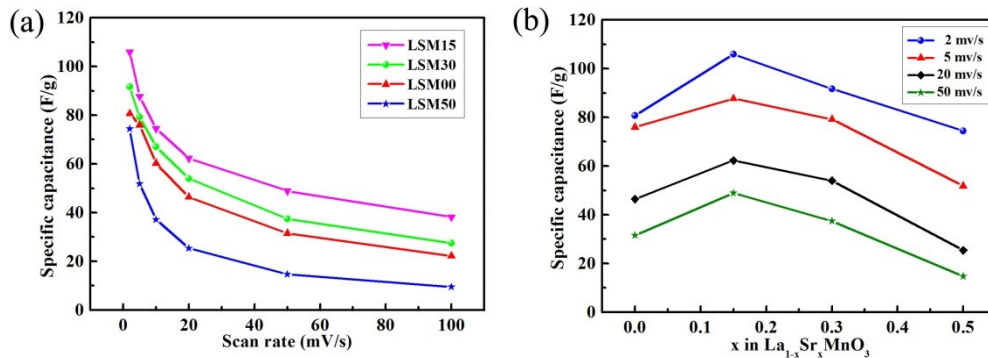 (a)
120
100
80
60
40
20
0
Specific capacitance (F/g)
LSM15
LSM30
LSM00
LSM50
0 20 40 60 80 100
Scan rate (mV/s)
(b)
120
100
80
60
40
20
0
Specific capacitance (F/g)
2 mv/s
5 mv/s
20 mv/s
50 mv/s
0.0 0.1 0.2 0.3 0.4 0.5
x in La₁₋ₓSrₓMnO₃